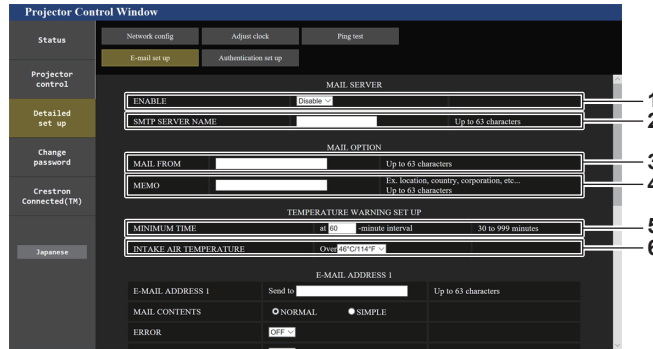 Projector Control Window
Status
Network config Adjust clock Ping test
E-mail set up Authentication set up
Projector
control
Detailed
set up
Change
password
Crestron
Connected(TM)
Japanese
MAIL SERVER
ENABLE Disable 1
SMTP SERVER NAME Up to 63 characters 2
MAIL OPTION
MAIL FROM Up to 63 characters 3
MEMO Ex. location, country, corporation, etc...
Up to 63 characters 4
TEMPERATURE WARNING SET UP
MINIMUM TIME at 60 -minute interval 30 to 999 minutes 5
INTAKE AIR TEMPERATURE Over 46°C/114°F 6
E-MAIL ADDRESS 1
E-MAIL ADDRESS 1 Send to Up to 63 characters
MAIL CONTENTS NORMAL SIMPLE
ERROR OFF